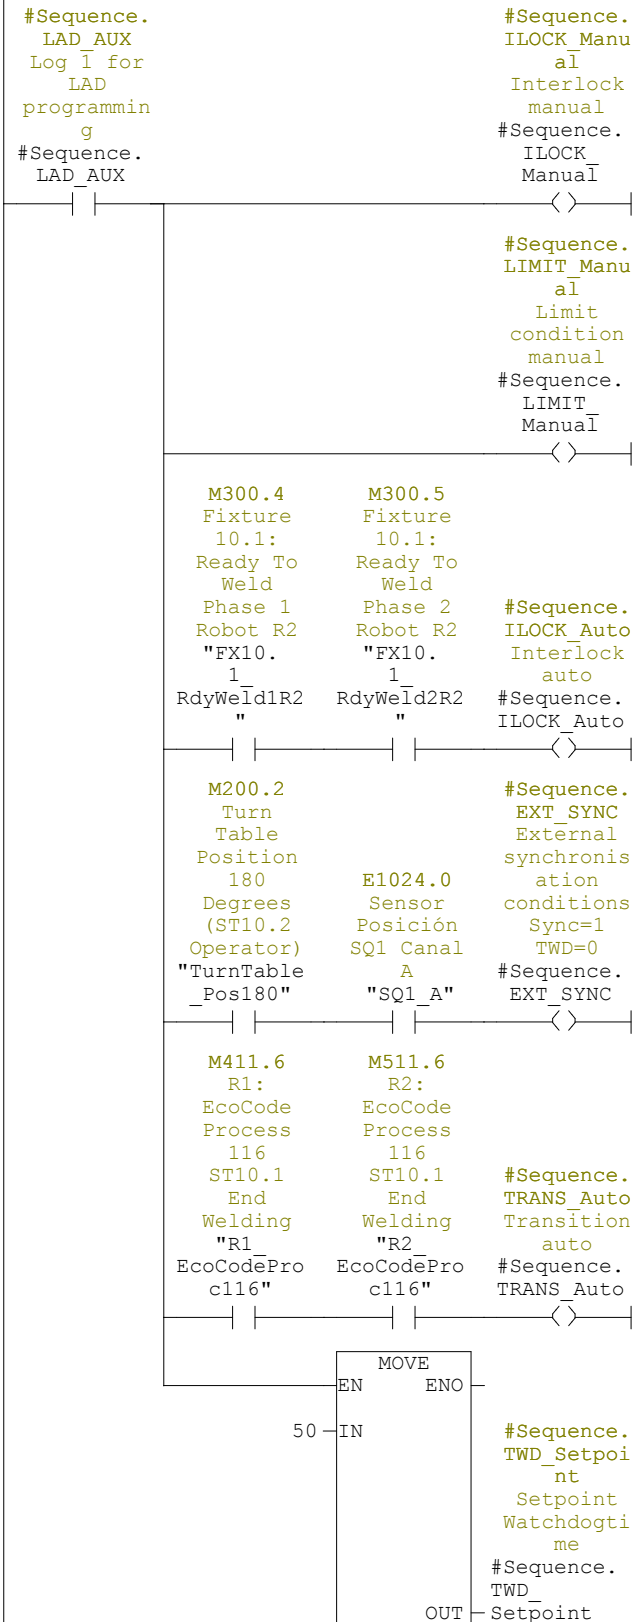 #Sequence.
LAD_AUX
Log 1 for
LAD
programmin
g
#Sequence.
LAD_AUX
#Sequence.
ILOCK_Manu
al
Interlock
manual
#Sequence.
ILOCK_
Manual
#Sequence.
LIMIT_Manu
al
Limit
condition
manual
#Sequence.
LIMIT_
Manual
M300.4
Fixture
10.1:
Ready To
Weld
Phase 1
Robot R2
"FX10.
1_
RdyWeld1R2
"
M300.5
Fixture
10.1:
Ready To
Weld
Phase 2
Robot R2
"FX10.
1_
RdyWeld2R2
"
#Sequence.
ILOCK_Auto
Interlock
auto
#Sequence.
ILOCK_Auto
M200.2
Turn
Table
Position
180
Degrees
(ST10.2
Operator)
"TurnTable
_Pos180"
E1024.0
Sensor
Posición
SQ1 Canal
A
"SQ1_A"
#Sequence.
EXT_SYNC
External
synchronis
ation
conditions
Sync=1
TWD=0
#Sequence.
EXT_SYNC
M411.6
R1:
EcoCode
Process
116
ST10.1
End
Welding
"R1_
EcoCodePro
c116"
M511.6
R2:
EcoCode
Process
116
ST10.1
End
Welding
"R2_
EcoCodePro
c116"
#Sequence.
TRANS_Auto
Transition
auto
#Sequence.
TRANS_Auto
MOVE
EN ENO
50 IN
#Sequence.
TWD_Setpoi
nt
Setpoint
Watchdogti
me
#Sequence.
TWD_
OUT Setpoint